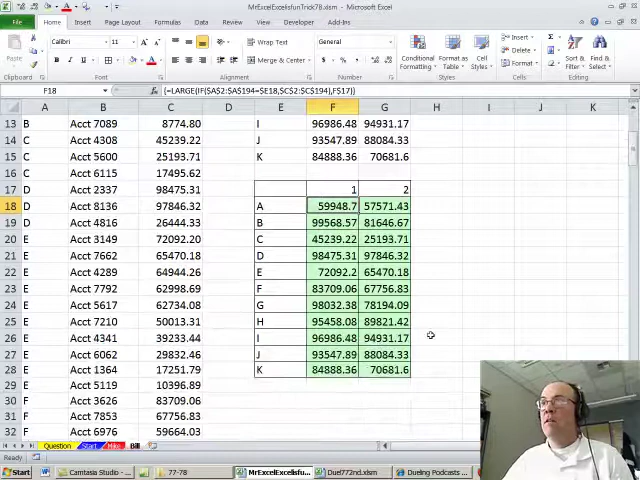 MrExcelExcelisfunTrick78.xlsm - Microsoft Excel
File Home Insert Page Layout Formulas Data Review View Developer Add-Ins
Calibri 11 Wrap Text General Conditional Format Cell Insert
Paste Merge & Center Formatting as Table Styles Delete Sort & Find &
Format Filter Select
Clipboard Font Alignment Number Styles Cells Editing
F18 {=LARGE(IF($A$2:$A$194=$E18,$C$2:$C$194),F$17)}
A B C D E F G H I J K
13 B Acct 7089 8774.80 I 96986.48 94931.17
14 C Acct 4308 45239.22 J 93547.89 88084.33
15 C Acct 5600 25193.71 K 84888.36 70681.6
16 C Acct 6115 17495.62
17 D Acct 2337 98475.31 1 2
18 D Acct 8136 97846.32 A 59948.7 57571.43
19 D Acct 4816 26444.33 B 99568.57 81646.67
20 E Acct 3149 72092.20 C 45239.22 25193.71
21 E Acct 7662 65470.18 D 98475.31 97846.32
22 E Acct 4289 64944.26 E 72092.2 65470.18
23 E Acct 7792 62998.69 F 83709.06 67756.83
24 E Acct 5617 62734.08 G 98032.38 78194.09
25 E Acct 7210 50013.31 H 95458.08 89821.42
26 E Acct 4341 39233.44 I 96986.48 94931.17
27 E Acct 6062 29832.46 J 93547.89 88084.33
28 E Acct 1364 17251.79 K 84888.36 70681.6
29 E Acct 5119 10396.89
30 F Acct 3626 83709.06
31 F Acct 7853 67756.83
32 F Acct 6976 59664.03
Question Start Mike Bill
Ready
Start Camtasia Studio - ... 77-78 MrExcelExcelisfu... Duel772nd.xlsm Dueling Podcasts ...